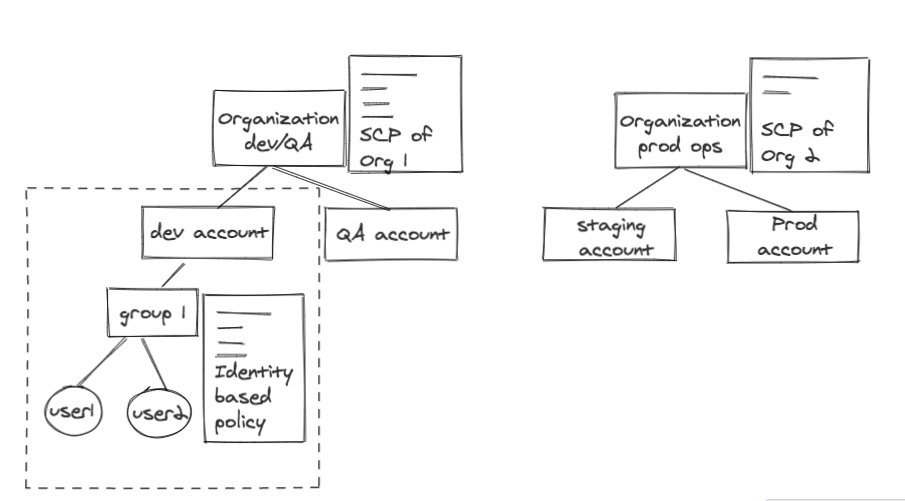 Organization
dev/QA
SCP of
Org 1
Organization
prod ops
SCP of
Org 2
dev account
QA account
staging
account
Prod
account
group 1
Identity
based
policy
user1
user2